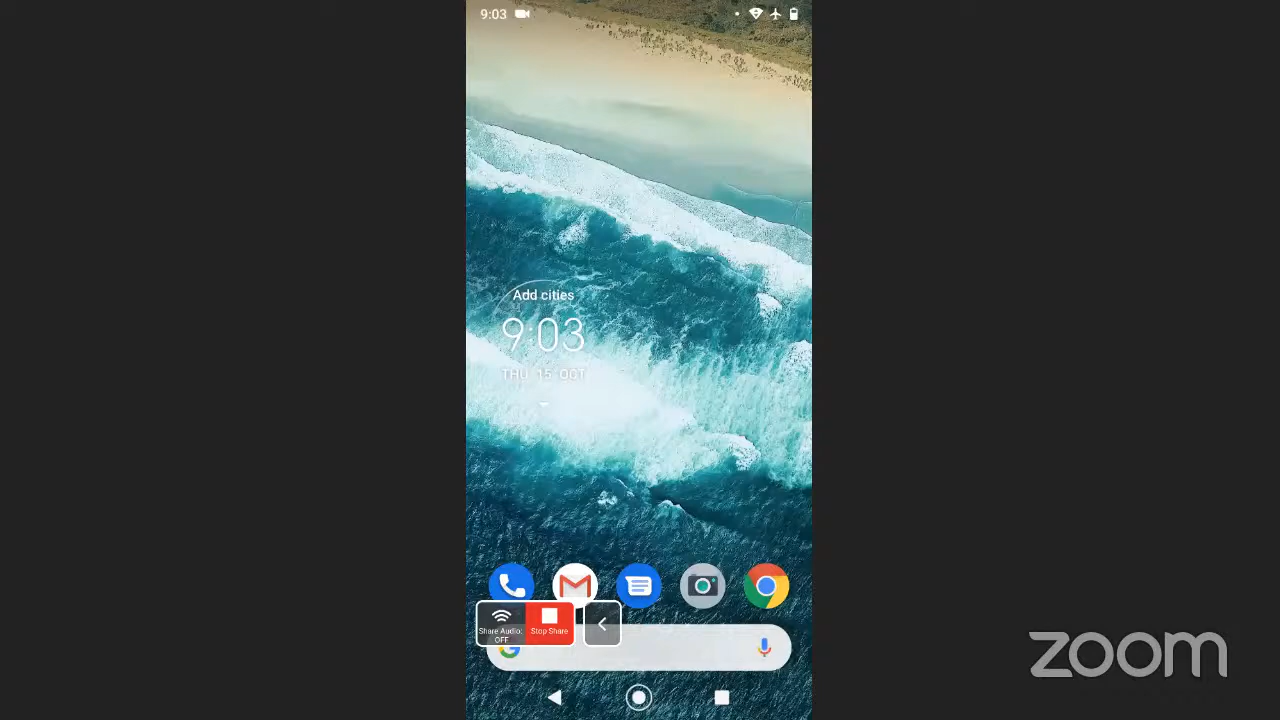 9:03
Add cities
9:03
THU 15 OCT
Share Audio:
OFF
Stop Share
zoom